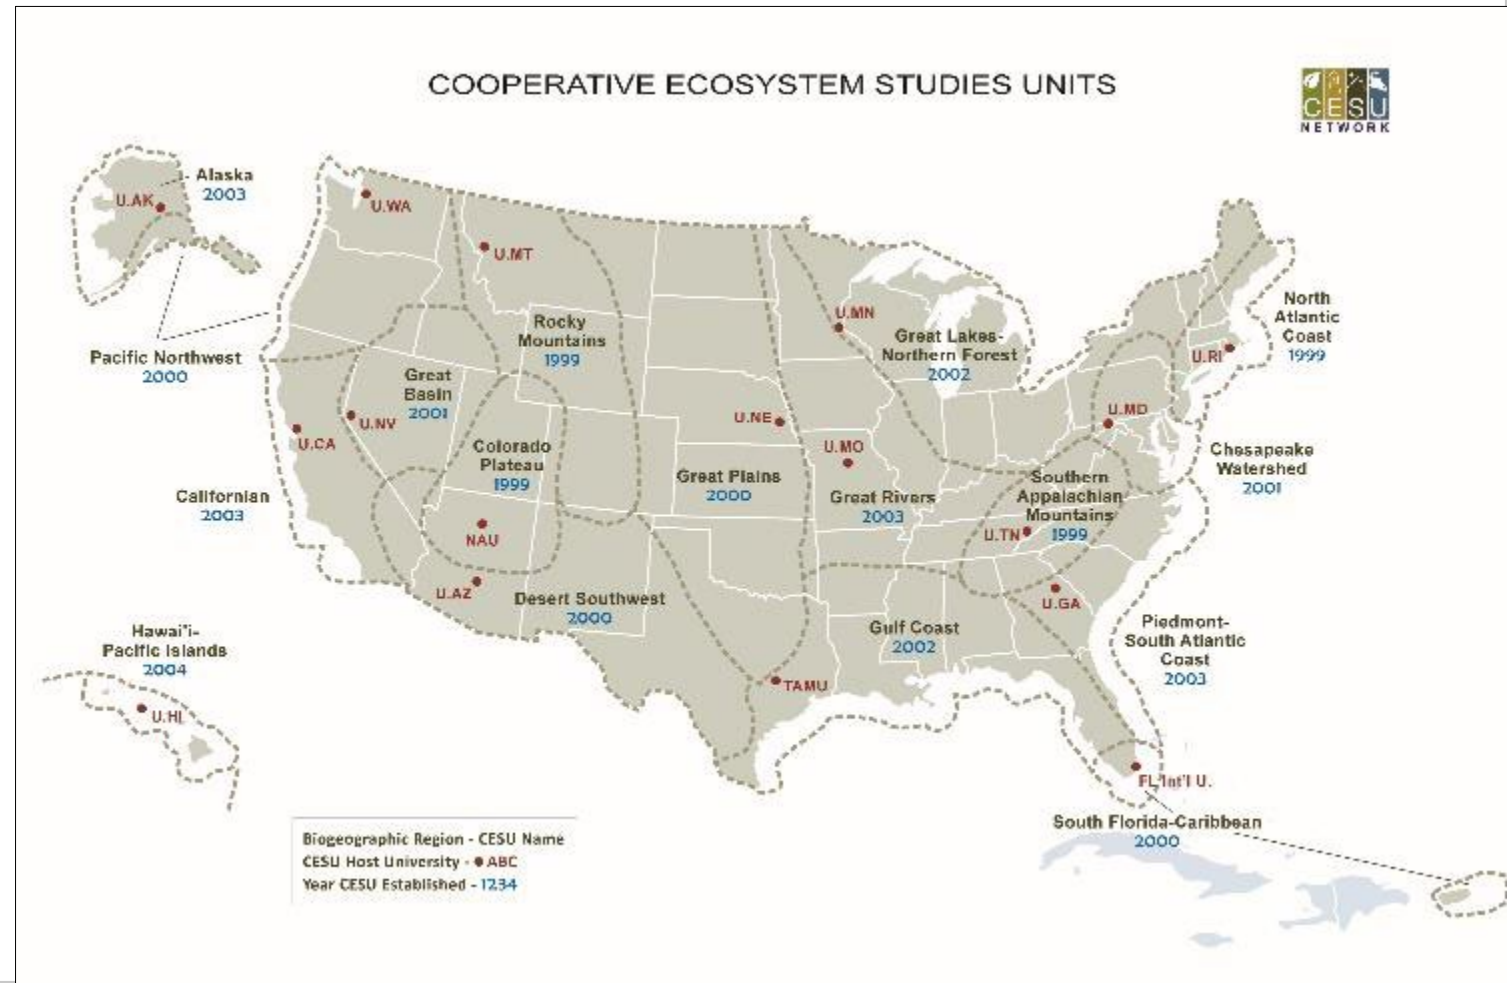 COOPERATIVE ECOSYSTEM STUDIES UNITS
CESU
NETWORK
Alaska
2003
U.AK
U.WA
U.MT
Pacific Northwest
2000
Rocky
Mountains
1999
U.MN
Great Lakes-
Northern Forest
2002
North
Atlantic
Coast
1999
U.RI
Great
Basin
2001
U.NV
U.CA
U.NE
U.MO
U.MD
Colorado
Plateau
1999
Great Plains
2000
Great Rivers
2003
Southern
Appalachian
Mountains
1999
U.TN
Chesapeake
Watershed
2001
Californian
2003
NAU
U.AZ
Desert Southwest
2000
U.GA
Gulf Coast
2002
Piedmont-
South Atlantic
Coast
2003
Hawai'i-
Pacific Islands
2004
U.HI
TAMU
FL Int'l U.
South Florida-Caribbean
2000
Biogeographic Region - CESU Name
CESU Host University - ● ABC
Year CESU Established - 1234